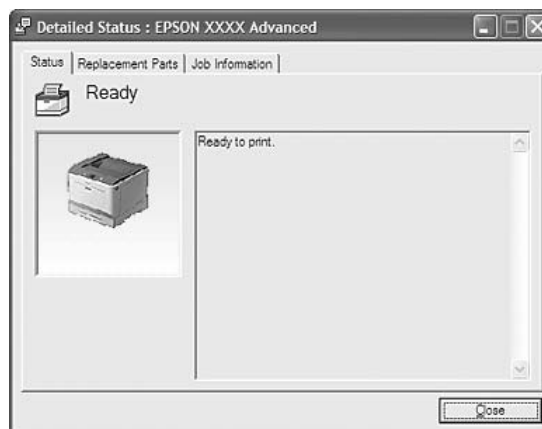 Detailed Status : EPSON XXXX Advanced
Status Replacement Parts Job Information
Ready
Ready to print.
Close